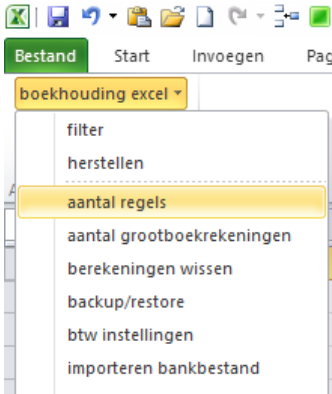 Bestand Start Invoegen Pag
boekhouding excel
filter
herstellen
aantal regels
aantal grootboekrekeningen
berekeningen wissen
backup/restore
btw instellingen
importeren bankbestand